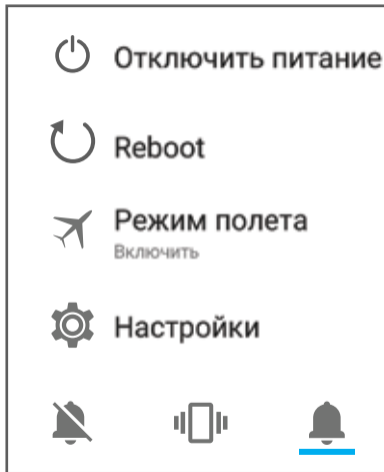 Отключить питание
Reboot
Режим полета
Включить
Настройки